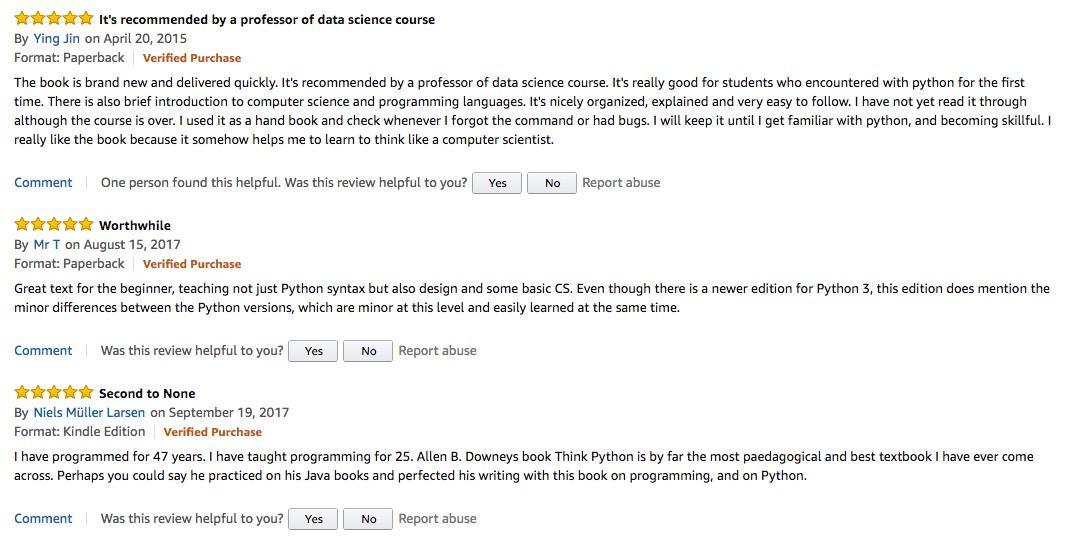 It's recommended by a professor of data science course
By Ying Jin on April 20, 2015
Format: Paperback Verified Purchase
The book is brand new and delivered quickly. It's recommended by a professor of data science course. It's really good for students who encountered with python for the first
time. There is also brief introduction to computer science and programming languages. It's nicely organized, explained and very easy to follow. I have not yet read it through
although the course is over. I used it as a hand book and check whenever I forgot the command or had bugs. I will keep it until I get familiar with python, and becoming skillful. I
really like the book because it somehow helps me to learn to think like a computer scientist.
Comment One person found this helpful. Was this review helpful to you? Yes No Report abuse
Worthwhile
By Mr T on August 15, 2017
Format: Paperback Verified Purchase
Great text for the beginner, teaching not just Python syntax but also design and some basic CS. Even though there is a newer edition for Python 3, this edition does mention the
minor differences between the Python versions, which are minor at this level and easily learned at the same time.
Comment Was this review helpful to you? Yes No Report abuse
Second to None
By Niels Müller Larsen on September 19, 2017
Format: Kindle Edition Verified Purchase
I have programmed for 47 years. I have taught programming for 25. Allen B. Downeys book Think Python is by far the most paedagogical and best textbook I have ever come
across. Perhaps you could say he practiced on his Java books and perfected his writing with this book on programming, and on Python.
Comment Was this review helpful to you? Yes No Report abuse